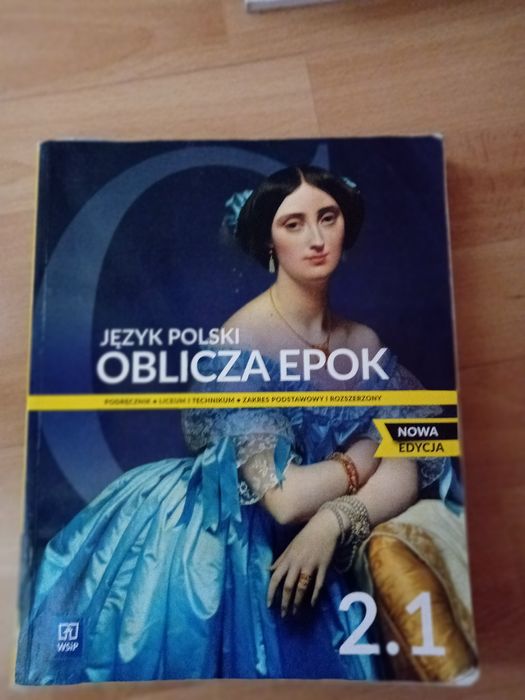 JĘZYK POLSKI
OBLICZA EPOK
PODRĘCZNIK • LICEUM I TECHNIKUM • ZAKRES PODSTAWOWY I ROZSZERZONY
NOWA
EDYCJA
2.1
WSiP